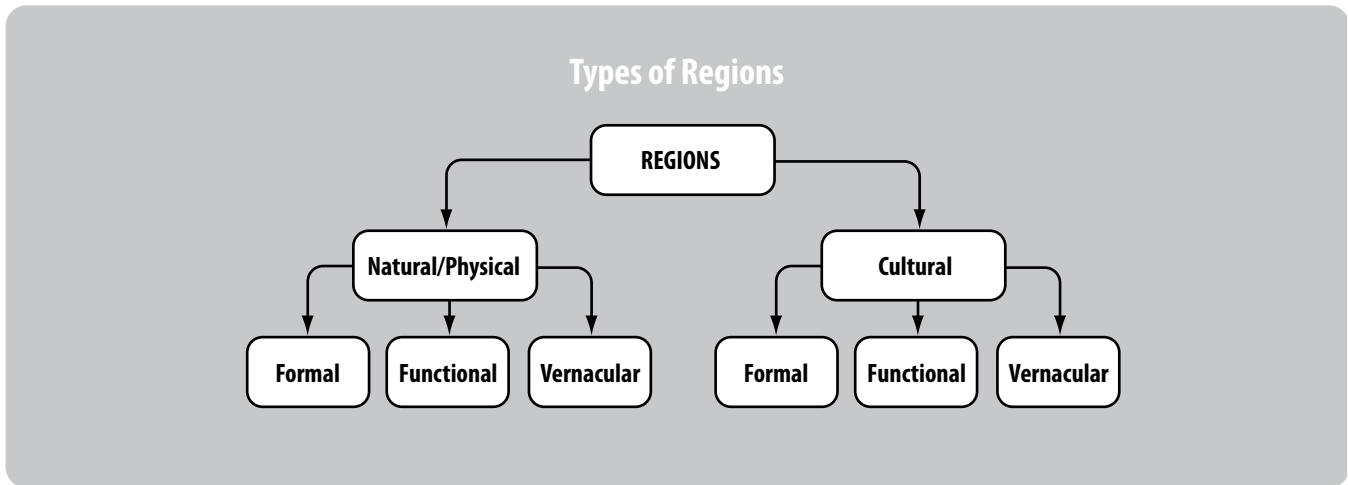 Types of Regions
REGIONS
Natural/Physical
Cultural
Formal
Functional
Vernacular
Formal
Functional
Vernacular